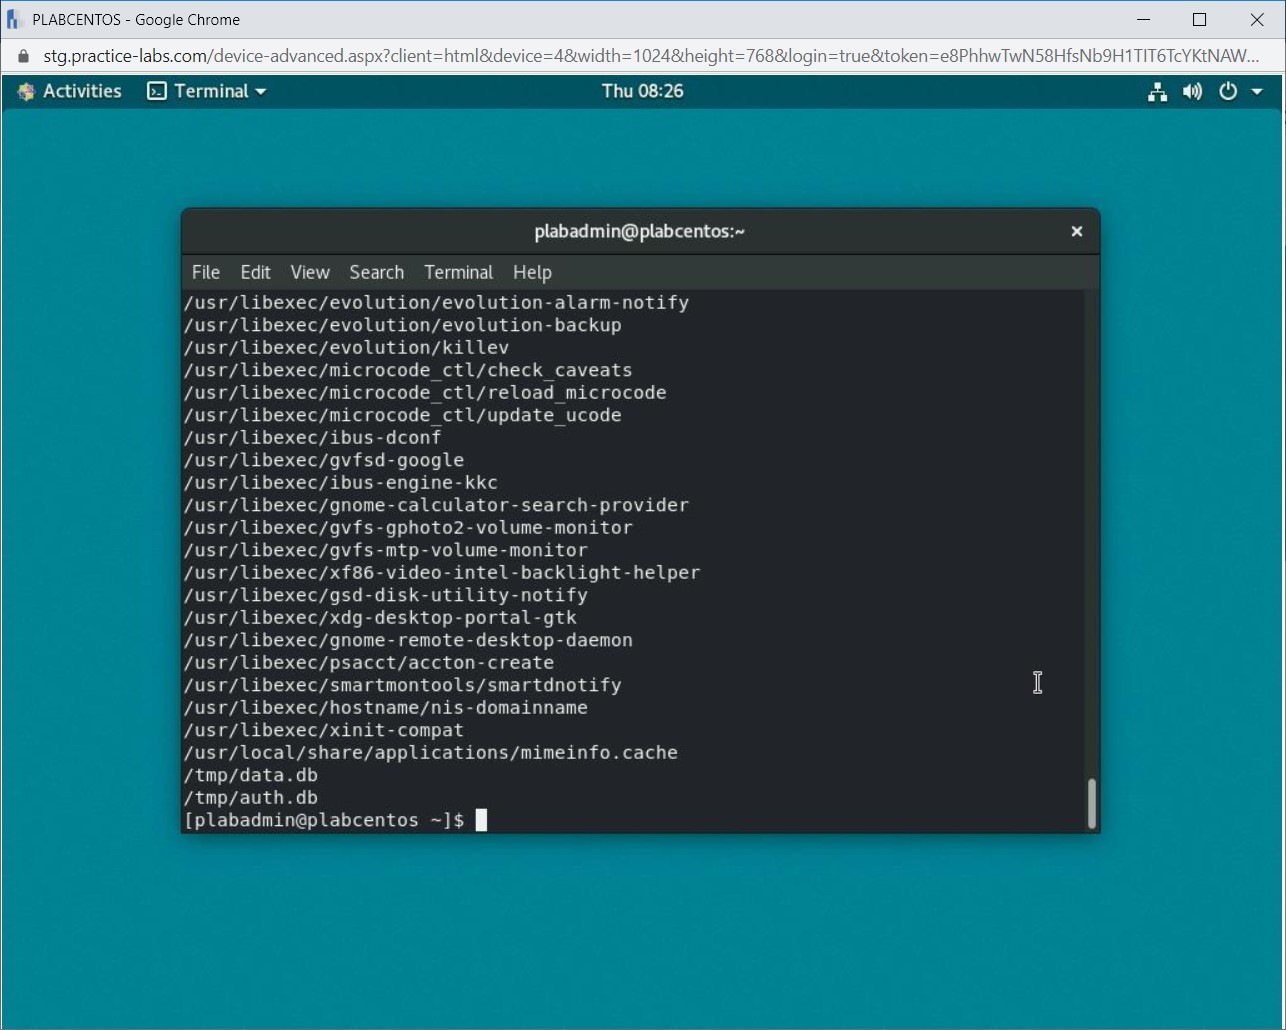 PLABCENTOS - Google Chrome
stg.practice-labs.com/device-advanced.aspx?client=html&device=4&width=1024&height=768&login=true&token=e8PhhwTwN58HfsNb9H1TIT6TcYKtNAW...
Activities Terminal Thu 08:26
plabadmin@plabcentos:~
File Edit View Search Terminal Help
/usr/libexec/evolution/evolution-alarm-notify
/usr/libexec/evolution/evolution-backup
/usr/libexec/evolution/killev
/usr/libexec/microcode_ctl/check_caveats
/usr/libexec/microcode_ctl/reload_microcode
/usr/libexec/microcode_ctl/update_ucode
/usr/libexec/ibus-dconf
/usr/libexec/gvfsd-google
/usr/libexec/ibus-engine-kkc
/usr/libexec/gnome-calculator-search-provider
/usr/libexec/gvfs-gphoto2-volume-monitor
/usr/libexec/gvfs-mtp-volume-monitor
/usr/libexec/xf86-video-intel-backlight-helper
/usr/libexec/gsd-disk-utility-notify
/usr/libexec/xdg-desktop-portal-gtk
/usr/libexec/gnome-remote-desktop-daemon
/usr/libexec/psacct/accton-create
/usr/libexec/smartmontools/smartdnotify
/usr/libexec/hostname/nis-domainname
/usr/libexec/xinit-compat
/usr/local/share/applications/mimeinfo.cache
/tmp/data.db
/tmp/auth.db
[plabadmin@plabcentos ~]$